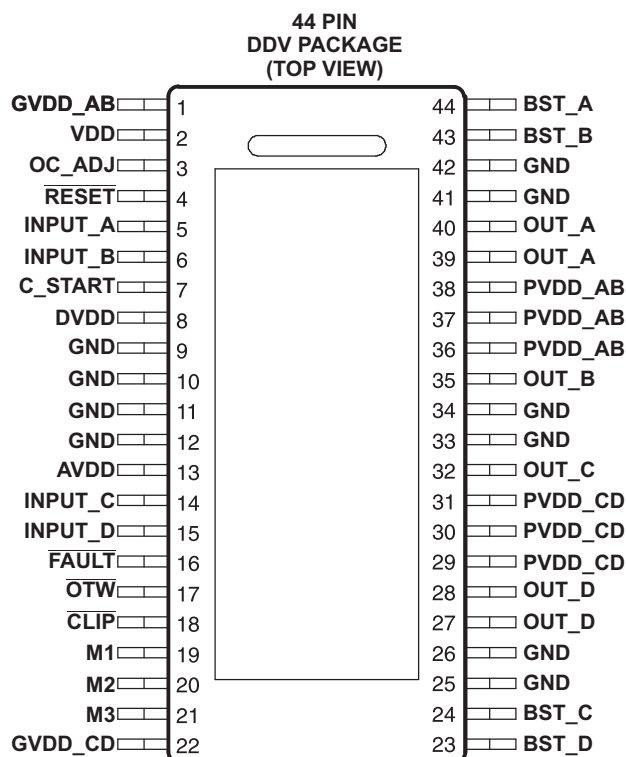 44 PIN
DDV PACKAGE
(TOP VIEW)
GVDD_AB 1 44 BST_A
VDD 2 43 BST_B
OC_ADJ 3 42 GND
RESET 4 41 GND
INPUT_A 5 40 OUT_A
INPUT_B 6 39 OUT_A
C_START 7 38 PVDD_AB
DVDD 8 37 PVDD_AB
GND 9 36 PVDD_AB
GND 10 35 OUT_B
GND 11 34 GND
GND 12 33 GND
AVDD 13 32 OUT_C
INPUT_C 14 31 PVDD_CD
INPUT_D 15 30 PVDD_CD
FAULT 16 29 PVDD_CD
OTW 17 28 OUT_D
CLIP 18 27 OUT_D
M1 19 26 GND
M2 20 25 GND
M3 21 24 BST_C
GVDD_CD 22 23 BST_D